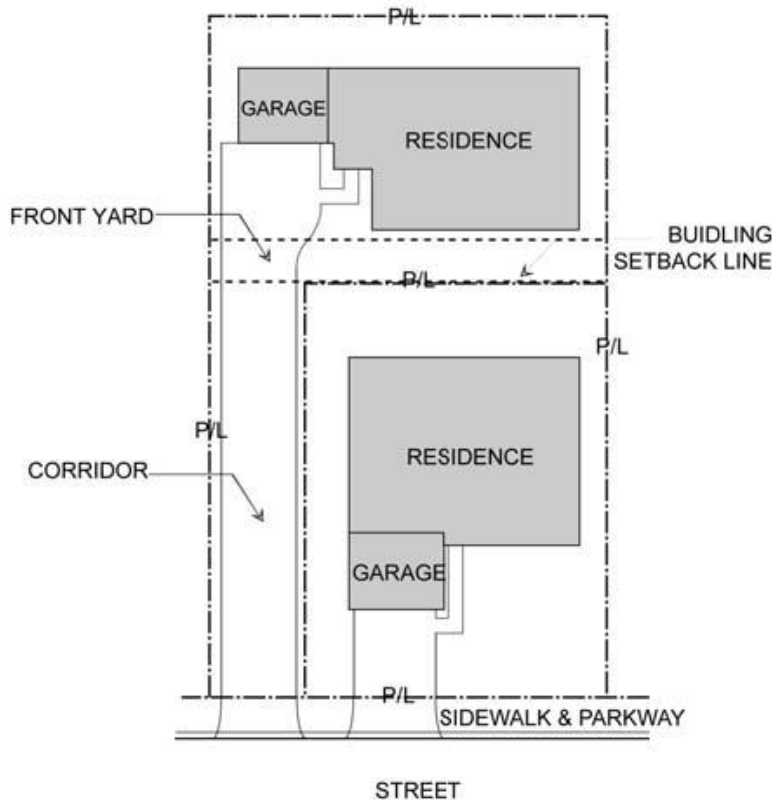 P/L
GARAGE
RESIDENCE
FRONT YARD
BUIDLING
SETBACK LINE
P/L
P/L
P/L
RESIDENCE
CORRIDOR
GARAGE
P/L
SIDEWALK & PARKWAY
STREET